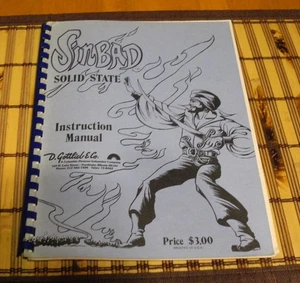 SINBAD
SOLID STATE
Instruction
Manual
D. Gottlieb & Co.
Price $3.00